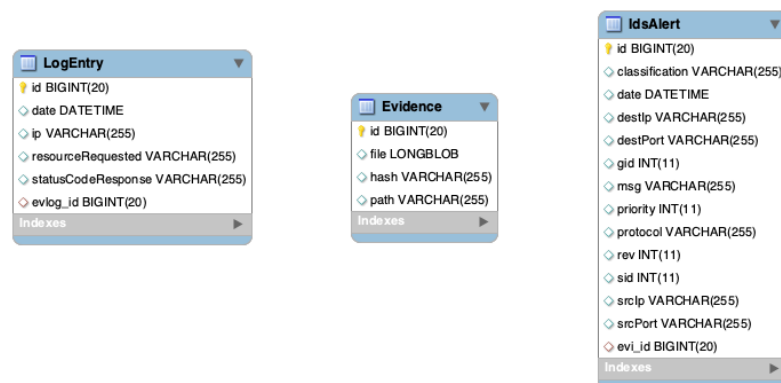 LogEntry
id BIGINT(20)
date DATETIME
ip VARCHAR(255)
resourceRequested VARCHAR(255)
statusCodeResponse VARCHAR(255)
evlog_id BIGINT(20)
Indexes
Evidence
id BIGINT(20)
file LONGBLOB
hash VARCHAR(255)
path VARCHAR(255)
Indexes
IdsAlert
id BIGINT(20)
classification VARCHAR(255)
date DATETIME
destIp VARCHAR(255)
destPort VARCHAR(255)
gid INT(11)
msg VARCHAR(255)
priority INT(11)
protocol VARCHAR(255)
rev INT(11)
sid INT(11)
srcIp VARCHAR(255)
srcPort VARCHAR(255)
evi_id BIGINT(20)
Indexes